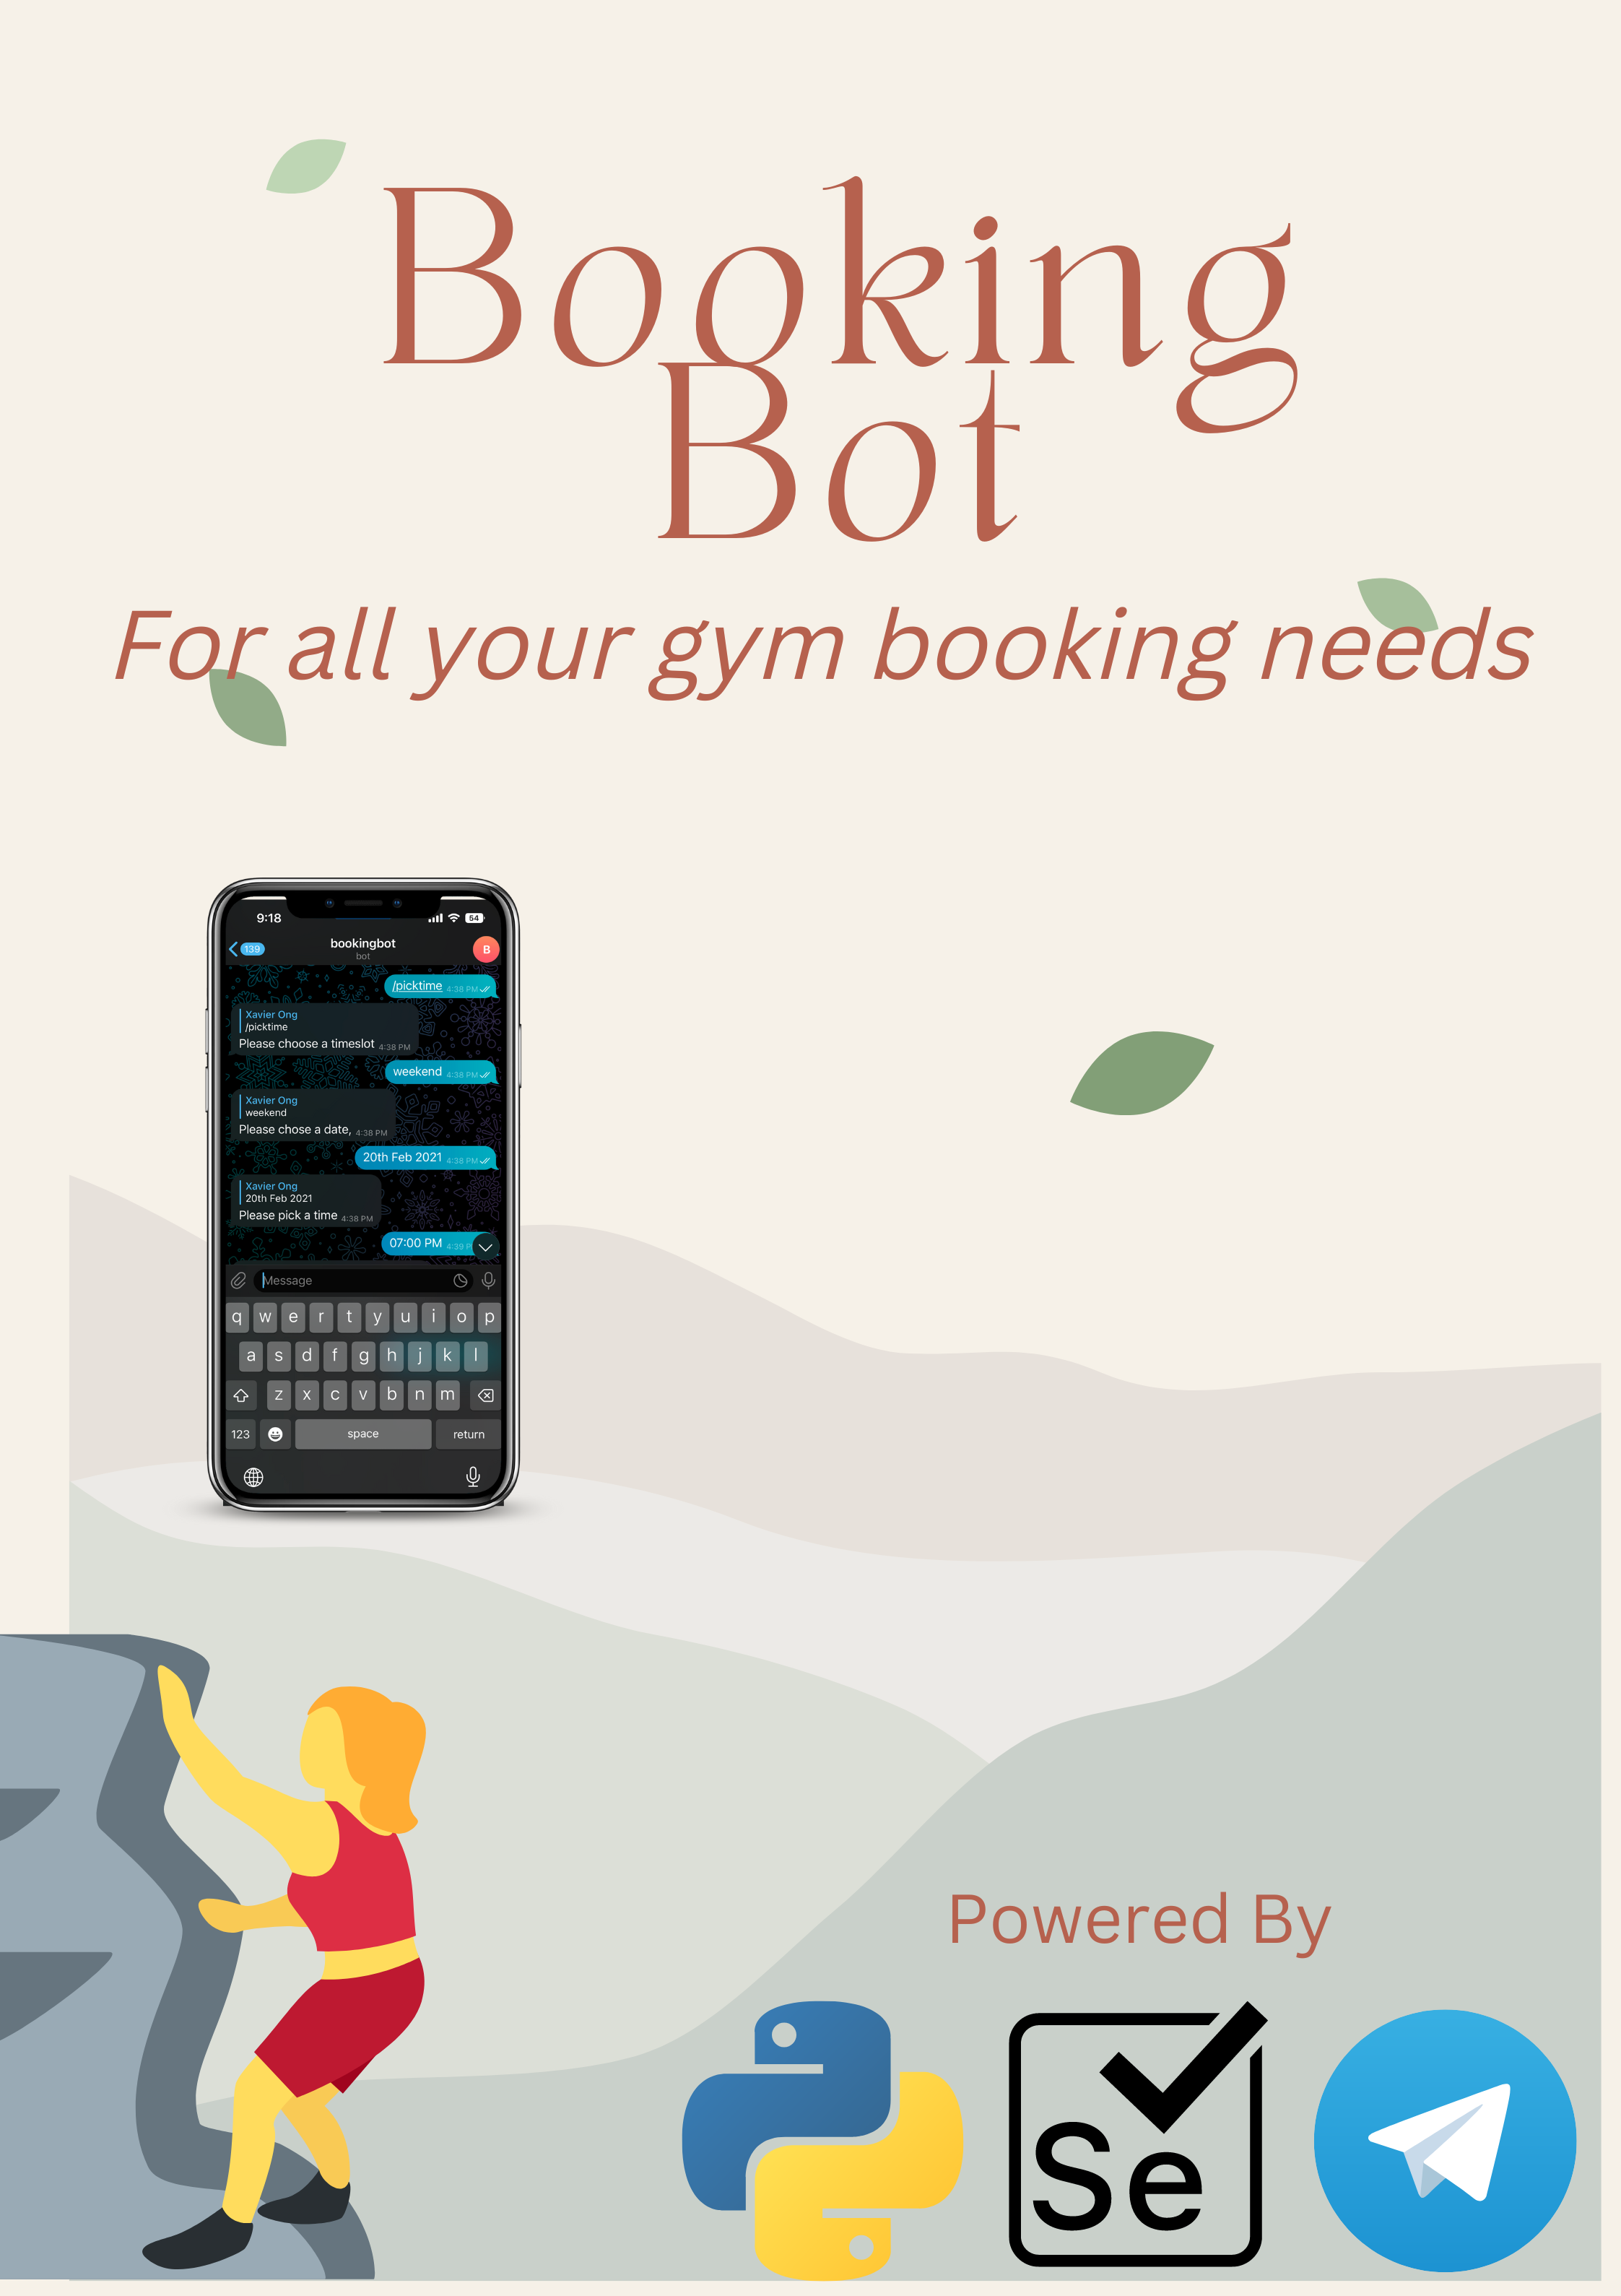 Booking
Bot
For all your gym booking needs
9:18
54
139
bookingbot
B
bot
/picktime 4:38 PM
Xavier Ong
/picktime
Please choose a timeslot 4:38 PM
weekend 4:38 PM
Xavier Ong
weekend
Please chose a date, 4:38 PM
20th Feb 2021 4:38 PM
Xavier Ong
20th Feb 2021
Please pick a time 4:38 PM
07:00 PM 4:39 P
Message
q w e r t y u i o p
a s d f g h j k l
z x c v b n m
123 space return
Powered By
Se